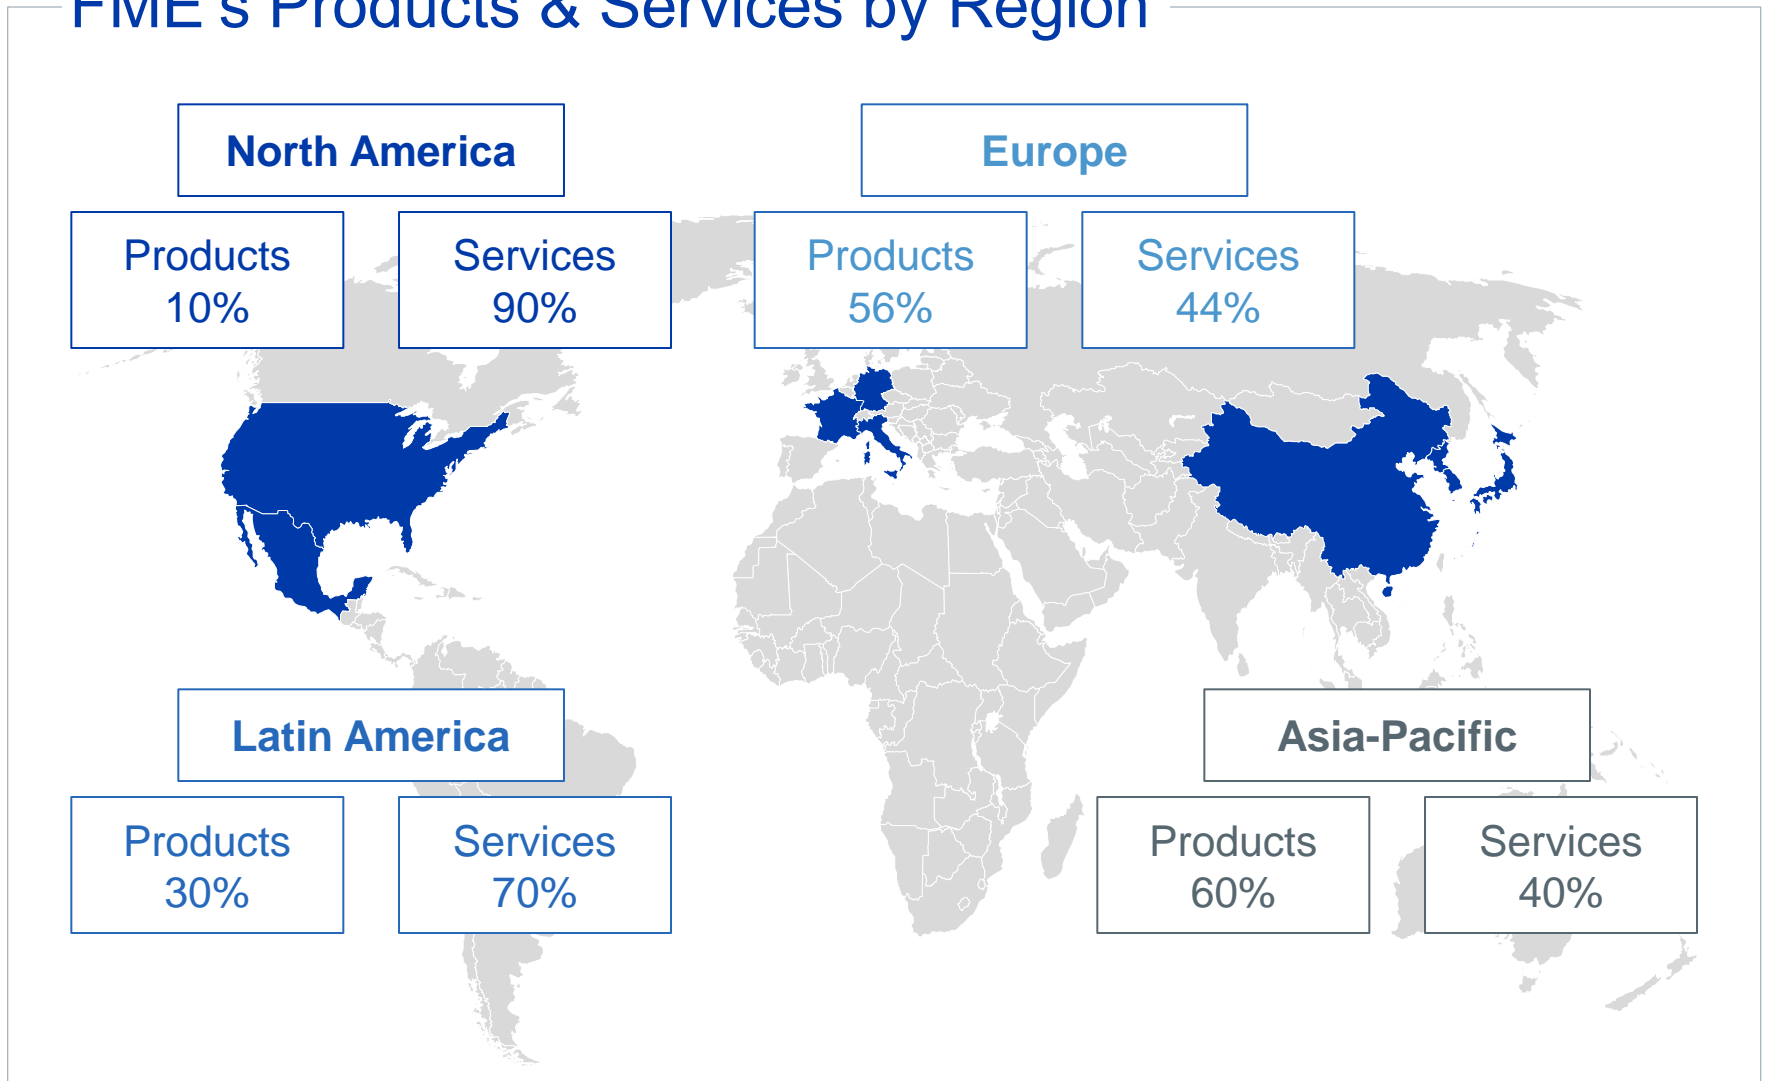 FME's Products & Services by Region
North America
Products
10%
Services
90%
Europe
Products
56%
Services
44%
Latin America
Products
30%
Services
70%
Asia-Pacific
Products
60%
Services
40%